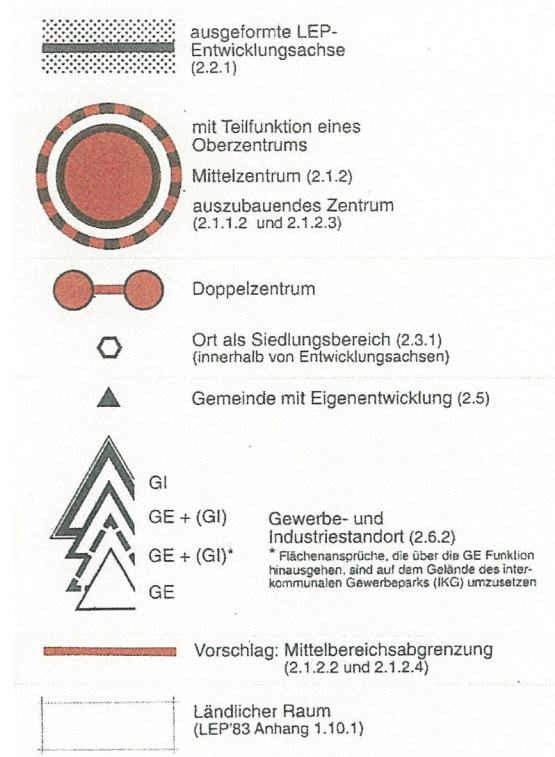 ausgeformte LEP-
Entwicklungsachse
(2.2.1)
mit Teilfunktion eines
Oberzentrums
Mittelzentrum (2.1.2)
auszubauendes Zentrum
(2.1.1.2 und 2.1.2.3)
Doppelzentrum
Ort als Siedlungsbereich (2.3.1)
(innerhalb von Entwicklungsachsen)
Gemeinde mit Eigenentwicklung (2.5)
GI
GE + (GI)
GE + (GI)*
GE
Gewerbe- und
Industriestandort (2.6.2)
* Flächenansprüche, die über die GE Funktion
hinausgehen, sind auf dem Gelände des inter-
kommunalen Gewerbeparks (IKG) umzusetzen
Vorschlag: Mittelbereichsabgrenzung
(2.1.2.2 und 2.1.2.4)
Ländlicher Raum
(LEP'83 Anhang 1.10.1)